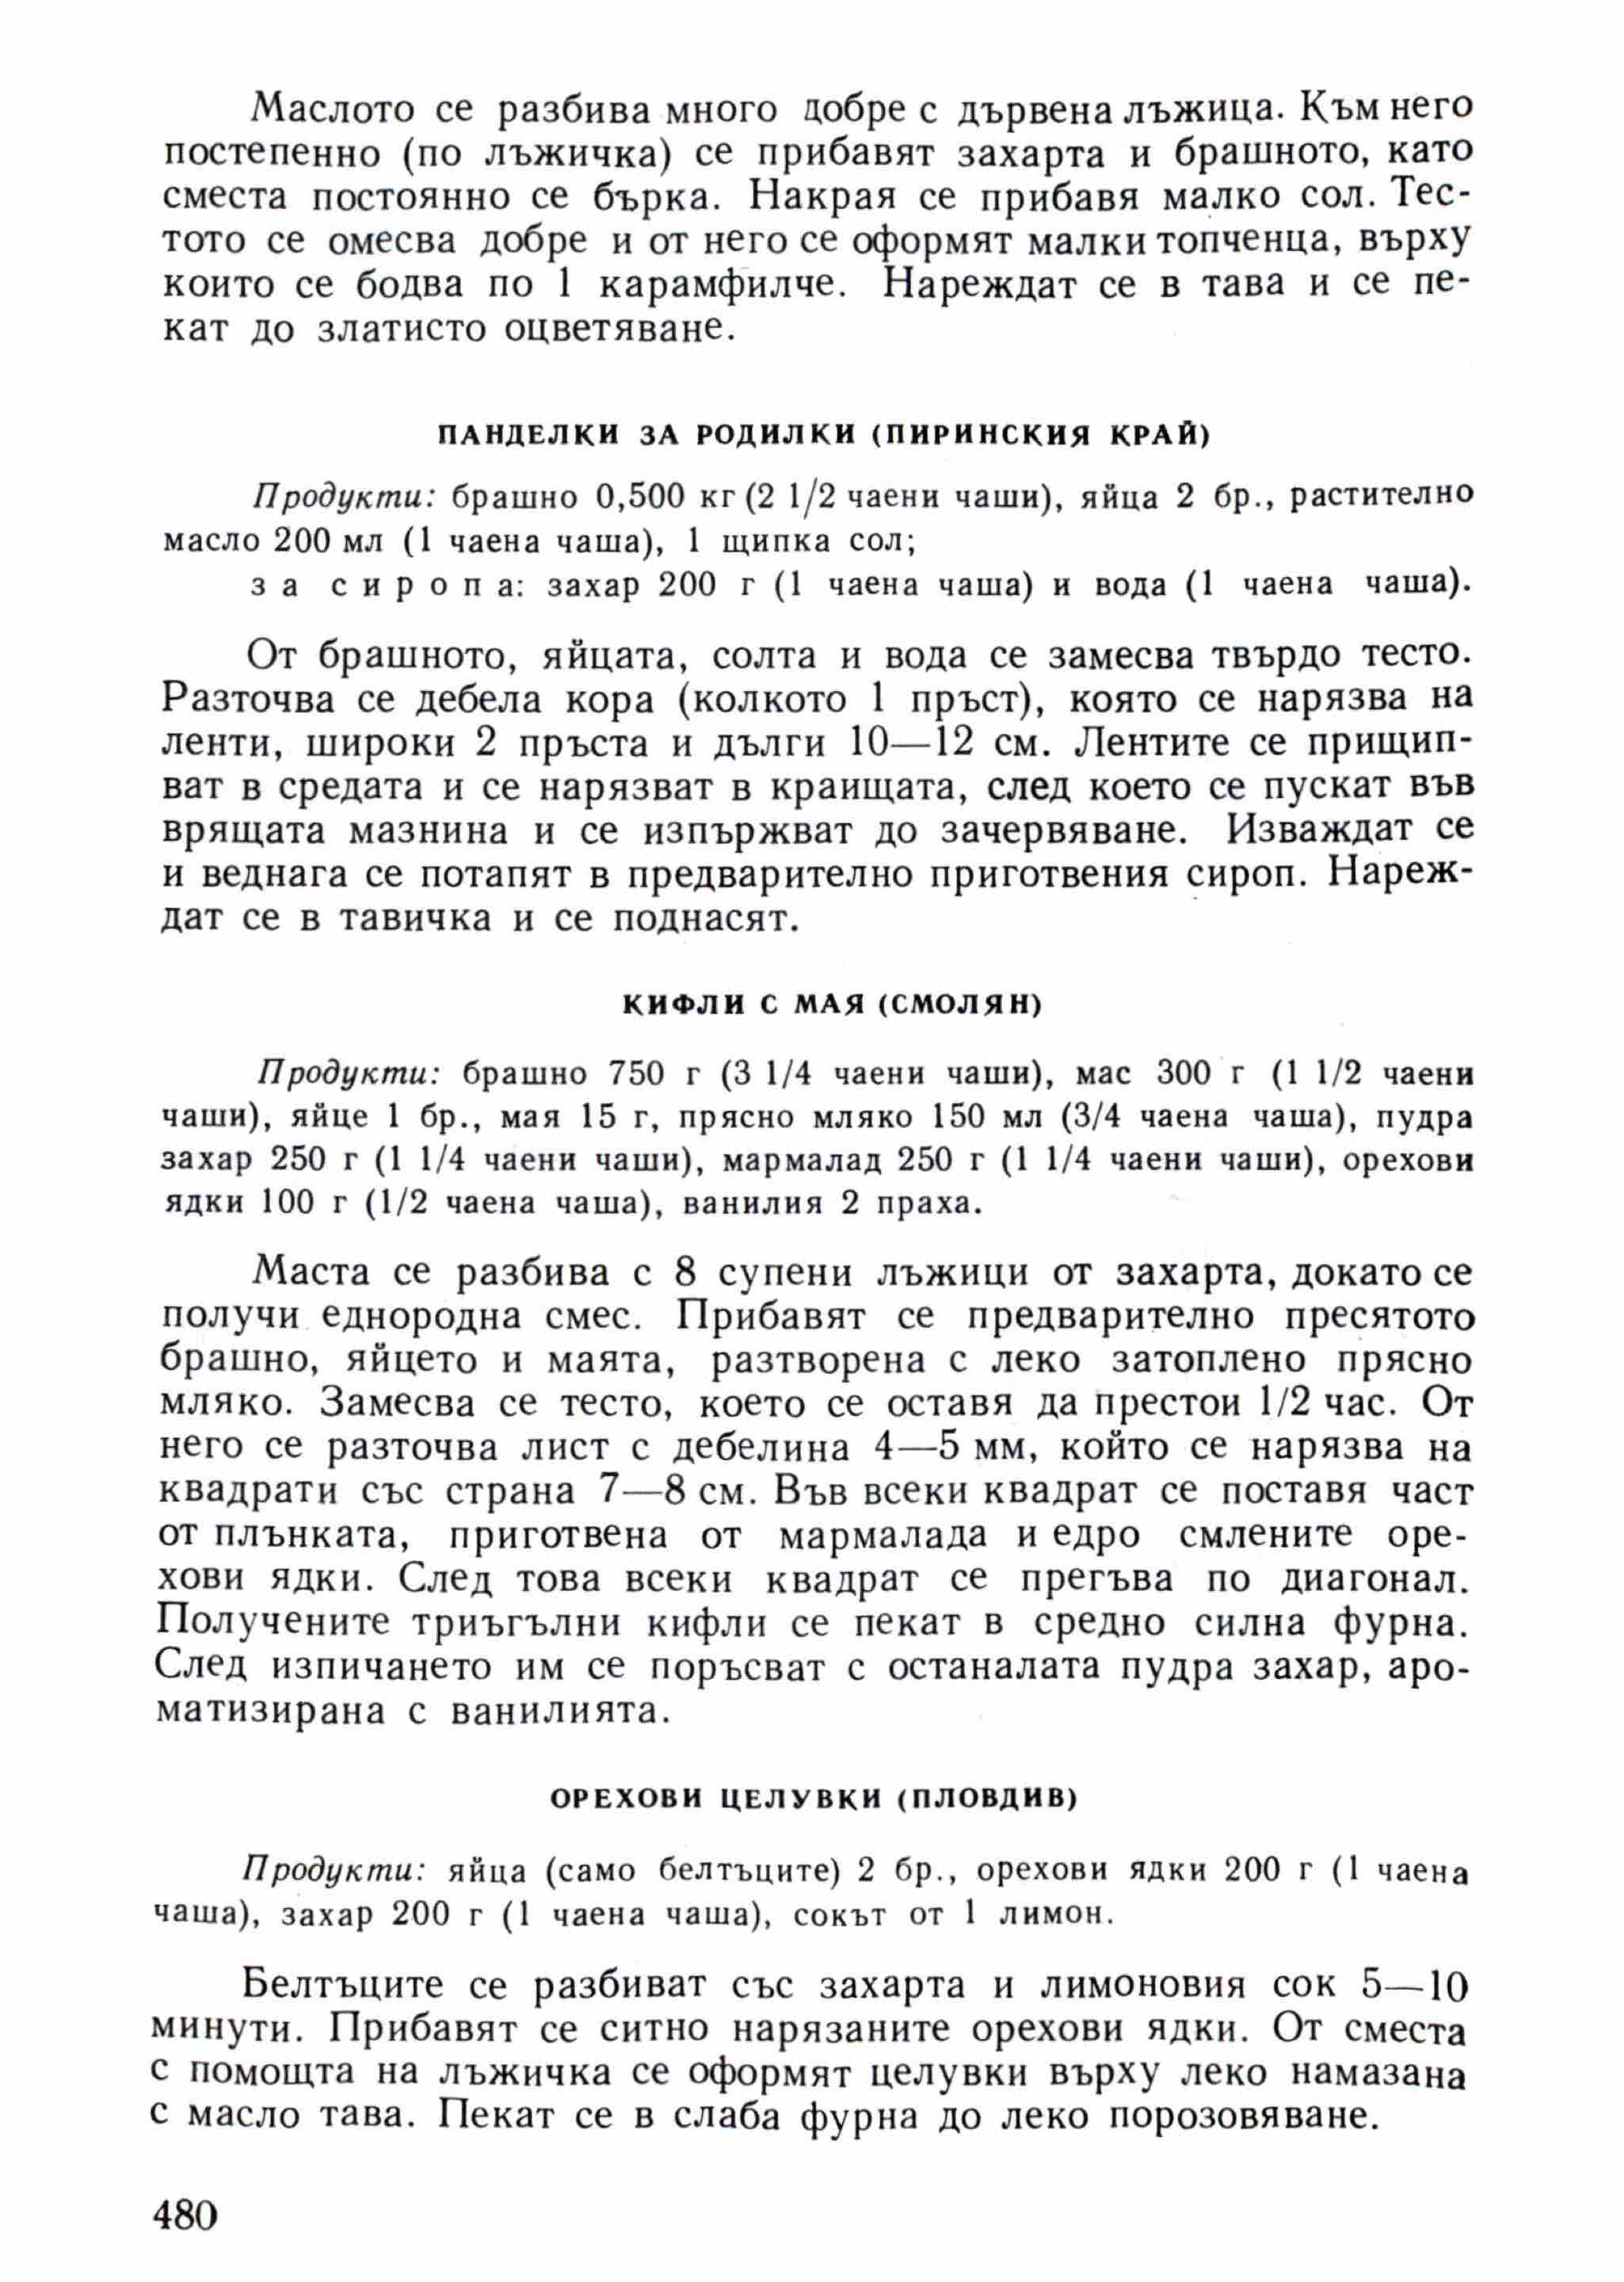 Маслото се разбива много добре с дървена лъжица. Към него
постепенно (по лъжичка) се прибавят захарта и брашното, като
сместа постоянно се бърка. Накрая се прибавя малко сол. Тес-
тото се омесва добре и от него се оформят малки топченца, върху
които се бодва по 1 карамфилче. Нареждат се в тава и се пе-
кат до златисто оцветяване.
ПАНДЕЛКИ ЗА РОДИЛКИ (ПИРИНСКИЯ КРАЙ)
Продукти: брашно 0,500 кг (2 1/2 чаени чаши), яйца 2 бр., растително
масло 200 мл (1 чаена чаша), 1 щипка сол;
за сиропа: захар 200 г (1 чаена чаша) и вода (1 чаена чаша).
От брашното, яйцата, солта и вода се замесва твърдо тесто.
Разточва се дебела кора (колкото 1 пръст), която се нарязва на
ленти, широки 2 пръста и дълги 10—12 см. Лентите се прищип-
ват в средата и се нарязват в краищата, след което се пускат във
врящата мазнина и се изпържват до зачервяване. Изваждат се
и веднага се потапят в предварително приготвения сироп. Нареж-
дат се в тавичка и се поднасят.
КИФЛИ С МАЯ (СМОЛЯН)
Продукти: брашно 750 г (3 1/4 чаени чаши), мас 300 г (1 1/2 чаени
чаши), яйце 1 бр., мая 15 г, прясно мляко 150 мл (3/4 чаена чаша), пудра
захар 250 г (1 1/4 чаени чаши), мармалад 250 г (1 1/4 чаени чаши), орехови
ядки 100 г (1/2 чаена чаша), ванилия 2 праха.
Маста се разбива с 8 супени лъжици от захарта, докато се
получи еднородна смес. Прибавят се предварително пресятото
брашно, яйцето и маята, разтворена с леко затоплено прясно
мляко. Замесва се тесто, което се оставя да престои 1/2 час. От
него се разточва лист с дебелина 4—5 мм, който се нарязва на
квадрати със страна 7—8 см. Във всеки квадрат се поставя част
от плънката, приготвена от мармалада и едро смлените оре-
хови ядки. След това всеки квадрат се прегъва по диагонал.
Получените триъгълни кифли се пекат в средно силна фурна.
След изпичането им се поръсват с останалата пудра захар, аро-
матизирана с ванилията.
ОРЕХОВИ ЦЕЛУВКИ (ПЛОВДИВ)
Продукти: яйца (само белтъците) 2 бр., орехови ядки 200 г (1 чаена
чаша), захар 200 г (1 чаена чаша), сокът от 1 лимон.
Белтъците се разбиват със захарта и лимоновия сок 5—10
минути. Прибавят се ситно нарязаните орехови ядки. От сместа
с помощта на лъжичка се оформят целувки върху леко намазана
с масло тава. Пекат се в слаба фурна до леко порозовяване.
480